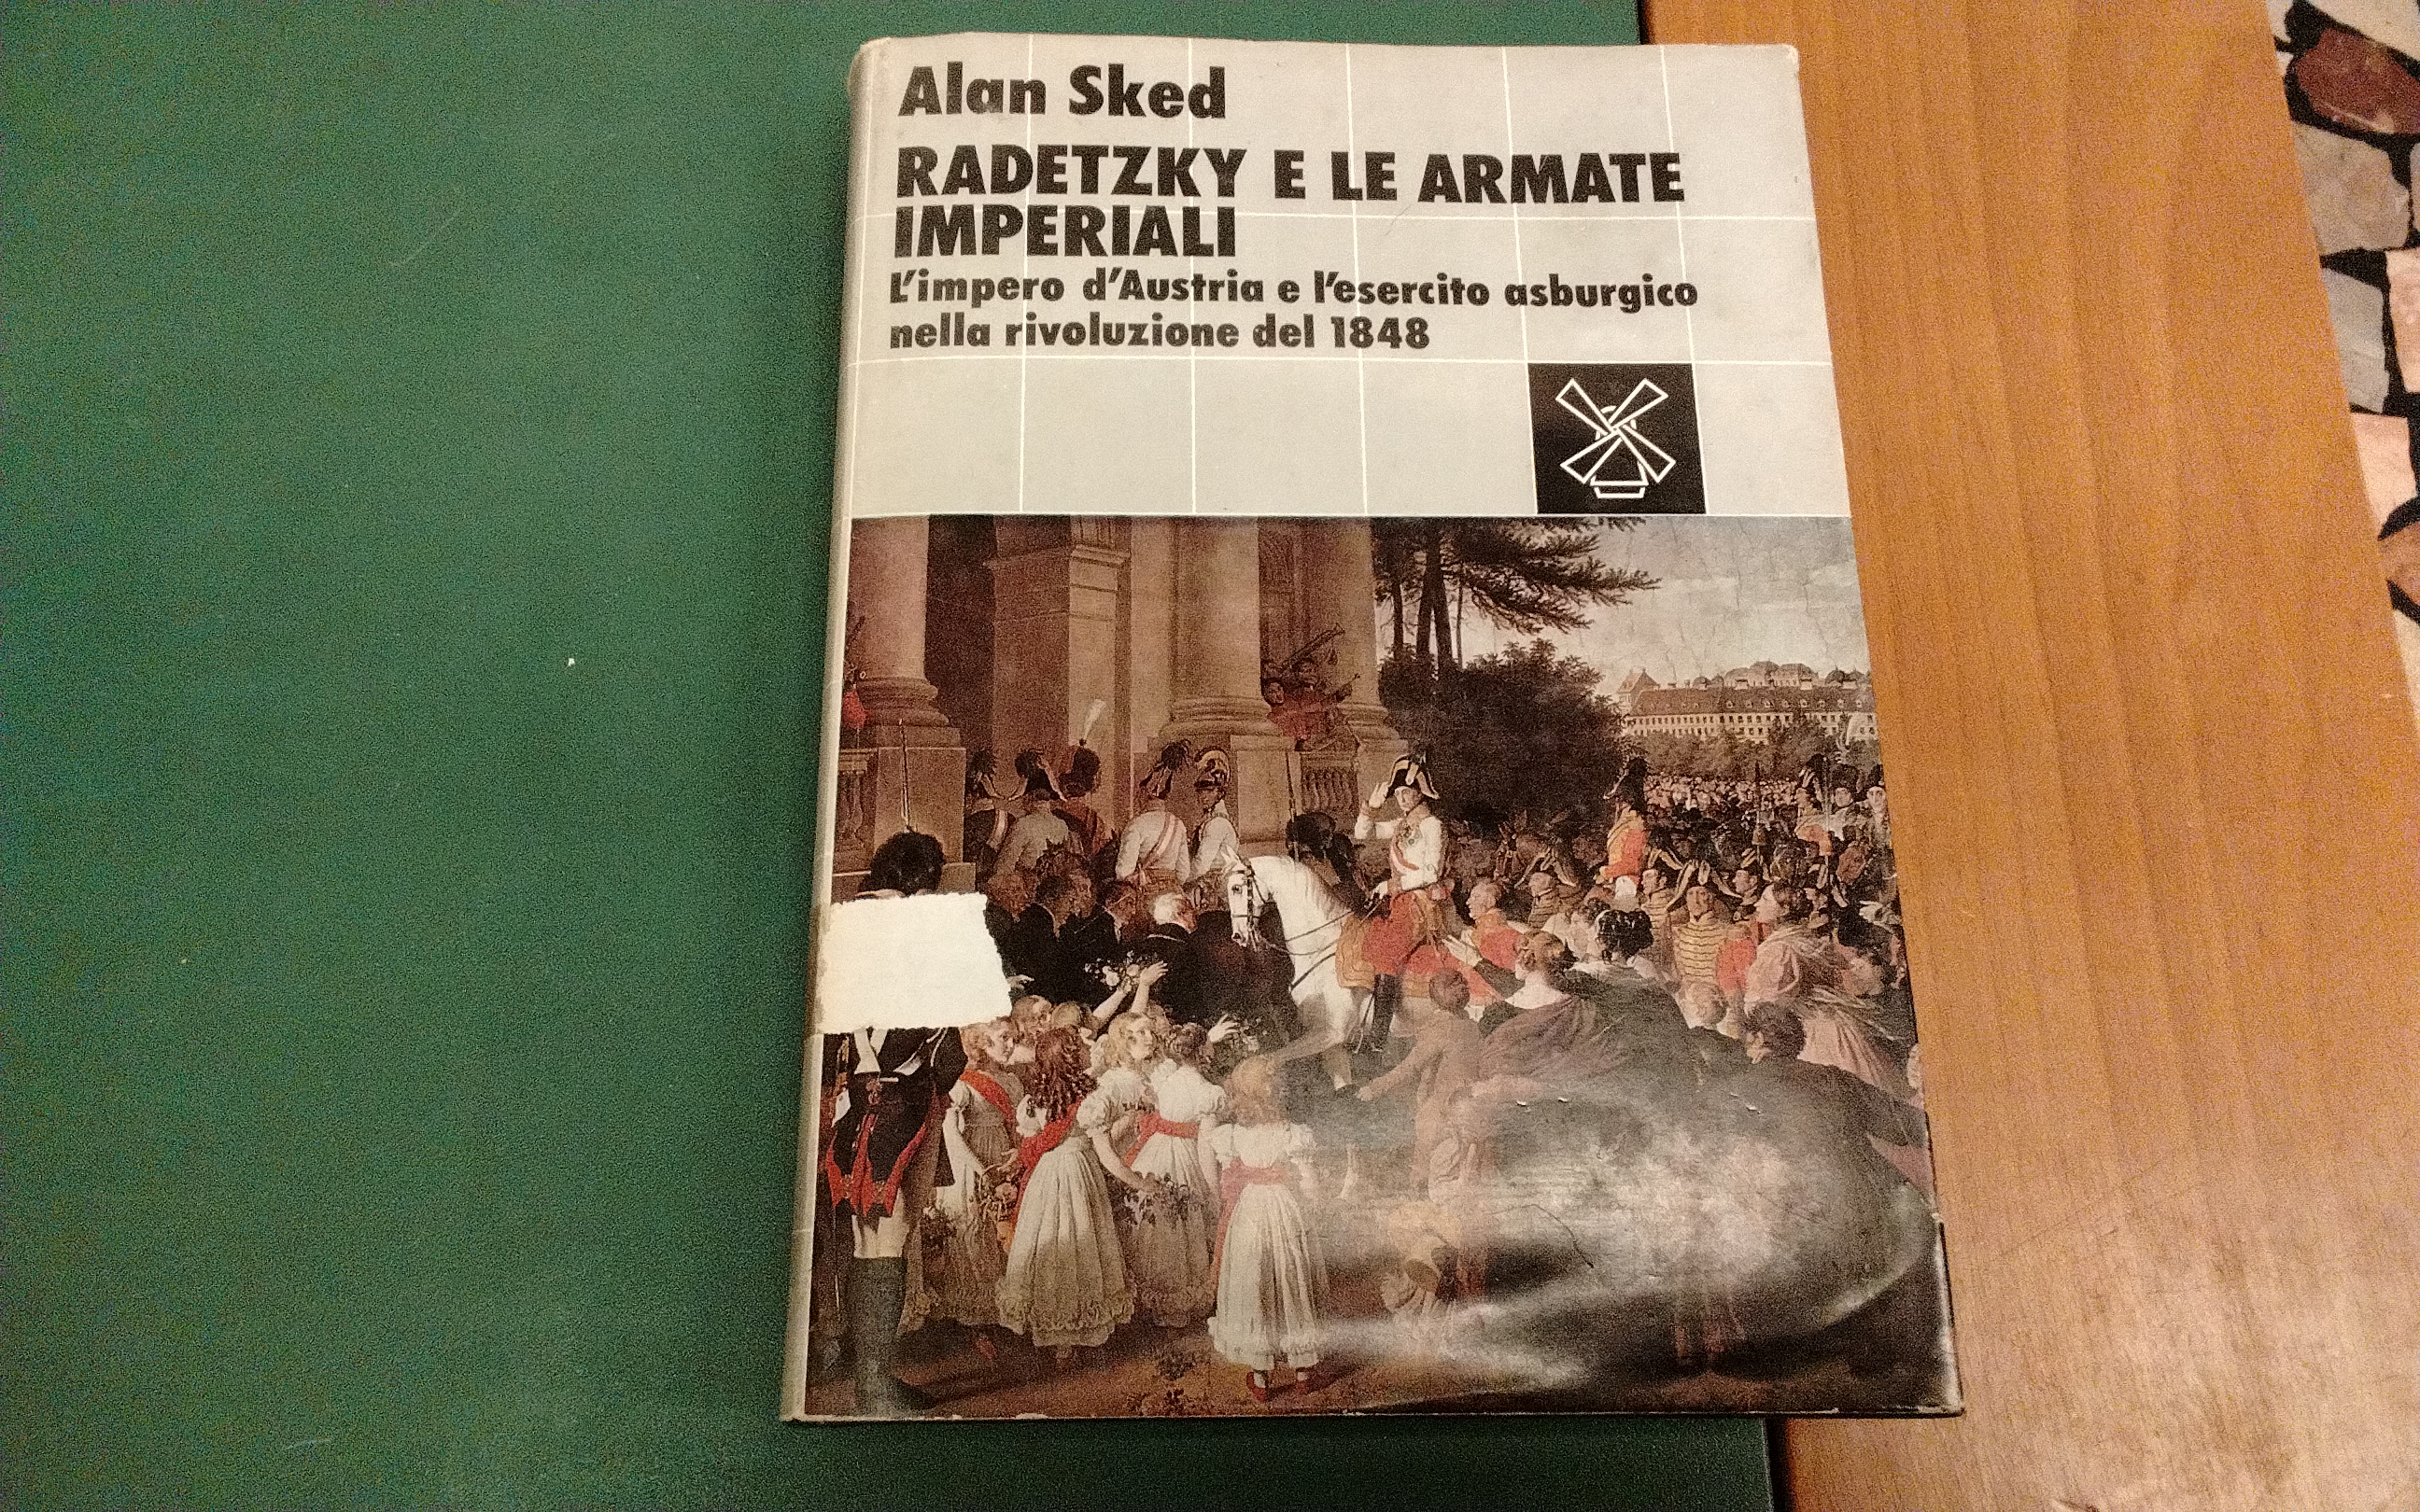 Alan Sked
RADETZKY E LE ARMATE
IMPERIALI
L'impero d'Austria e l'esercito asburgico
nella rivoluzione del 1848